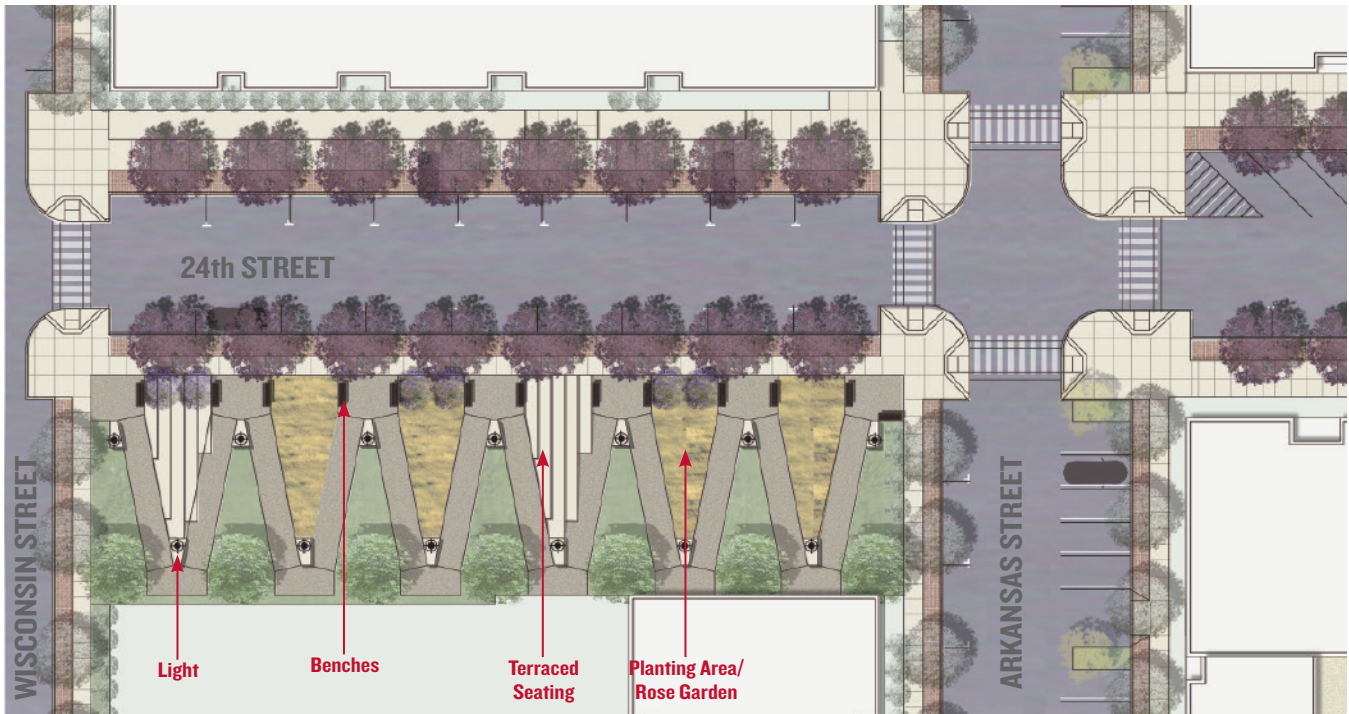 24th STREET
WISCONSIN STREET
ARKANSAS STREET
Light
Benches
Terraced
Seating
Planting Area/
Rose Garden